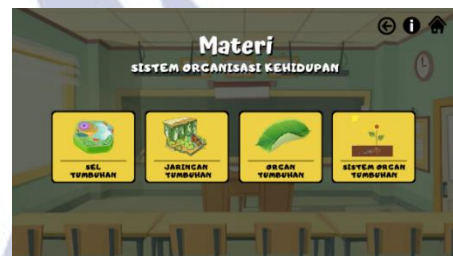 Materi
SISTEM ORGANISASI KEHIDUPAN
SEL
TUMBUHAN
JARINGAN
TUMBUHAN
ORGAN
TUMBUHAN
SISTEM ORGAN
TUMBUHAN